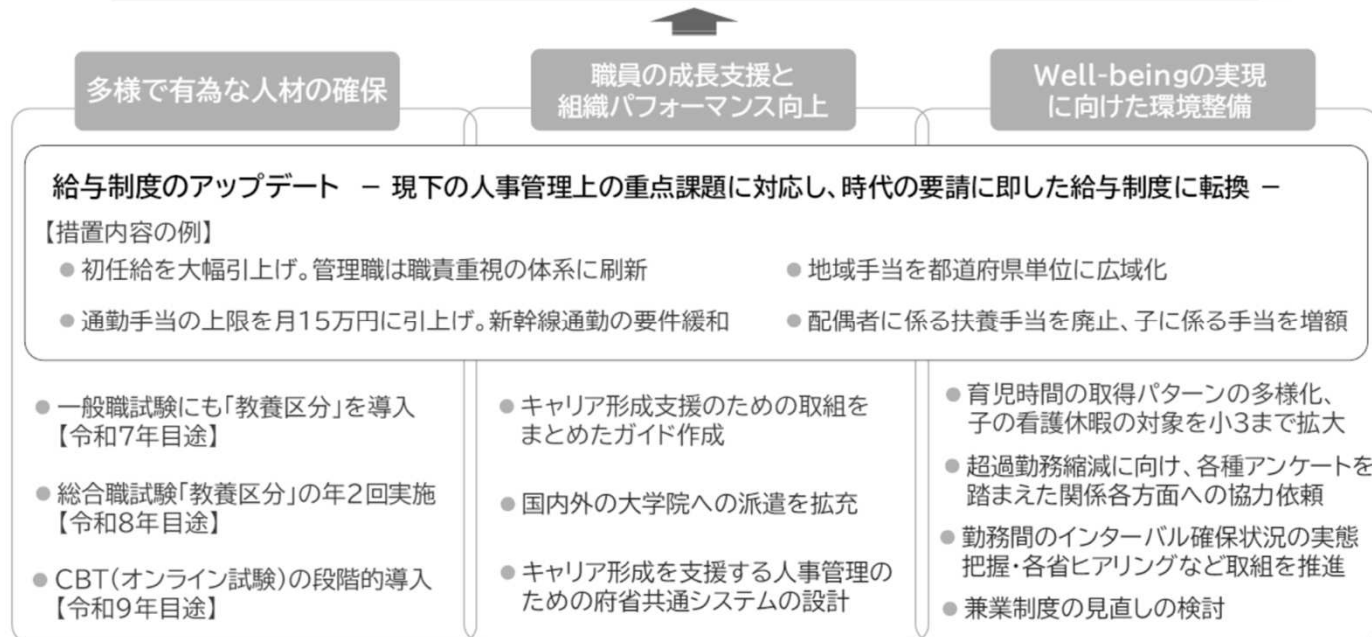 多様で有為な人材の確保
職員の成長支援と
組織パフォーマンス向上
Well-beingの実現
に向けた環境整備
給与制度のアップデート － 現下の人事管理上の重点課題に対応し、時代の要請に即した給与制度に転換 －
【措置内容の例】
● 初任給を大幅引上げ。管理職は職責重視の体系に刷新
● 地域手当を都道府県単位に広域化
● 通勤手当の上限を月15万円に引上げ。新幹線通勤の要件緩和
● 配偶者に係る扶養手当を廃止、子に係る手当を増額
● 一般職試験にも「教養区分」を導入
【令和7年目途】
● 総合職試験「教養区分」の年2回実施
【令和8年目途】
● CBT(オンライン試験)の段階的導入
【令和9年目途】
● キャリア形成支援のための取組を
まとめたガイド作成
● 国内外の大学院への派遣を拡充
● キャリア形成を支援する人事管理の
ための府省共通システムの設計
● 育児時間の取得パターンの多様化、
子の看護休暇の対象を小3まで拡大
● 超過勤務縮減に向け、各種アンケートを
踏まえた関係各方面への協力依頼
● 勤務間のインターバル確保状況の実態
把握・各省ヒアリングなど取組を推進
● 兼業制度の見直しの検討